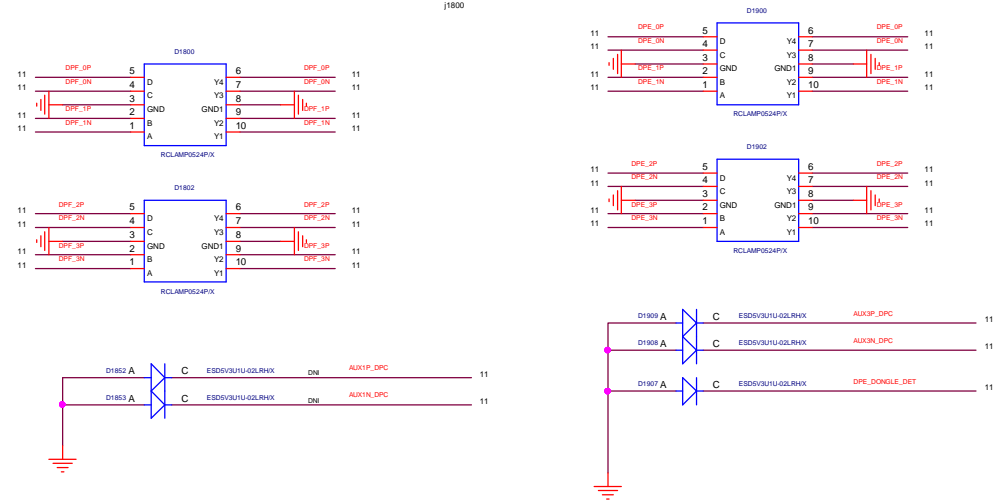 j1800
D1800
11 DPF_0P 5 D Y4 6 DPF_0P 11
11 DPF_0N 4 C Y3 7 DPF_0N 11
3 GND GND1 8
11 DPF_1P 2 B Y2 9 DPF_1P 11
11 DPF_1N 1 A Y1 10 DPF_1N 11
RCLAMP0524P/X
D1802
11 DPF_2P 5 D Y4 6 DPF_2P 11
11 DPF_2N 4 C Y3 7 DPF_2N 11
3 GND GND1 8
11 DPF_3P 2 B Y2 9 DPF_3P 11
11 DPF_3N 1 A Y1 10 DPF_3N 11
RCLAMP0524P/X
D1852 A C ESD5V3U1U-02LRH/X DNI AUX1P_DPC 11
D1853 A C ESD5V3U1U-02LRH/X DNI AUX1N_DPC 11
D1900
11 DPE_0P 5 D Y4 6 DPE_0P 11
11 DPE_0N 4 C Y3 7 DPE_0N 11
3 GND GND1 8
11 DPE_1P 2 B Y2 9 DPE_1P 11
11 DPE_1N 1 A Y1 10 DPE_1N 11
RCLAMP0524P/X
D1902
11 DPE_2P 5 D Y4 6 DPE_2P 11
11 DPE_2N 4 C Y3 7 DPE_2N 11
3 GND GND1 8
11 DPE_3P 2 B Y2 9 DPE_3P 11
11 DPE_3N 1 A Y1 10 DPE_3N 11
RCLAMP0524P/X
D1909 A C ESD5V3U1U-02LRH/X AUX3P_DPC 11
D1908 A C ESD5V3U1U-02LRH/X AUX3N_DPC 11
D1907 A C ESD5V3U1U-02LRH/X DPE_DONGLE_DET 11